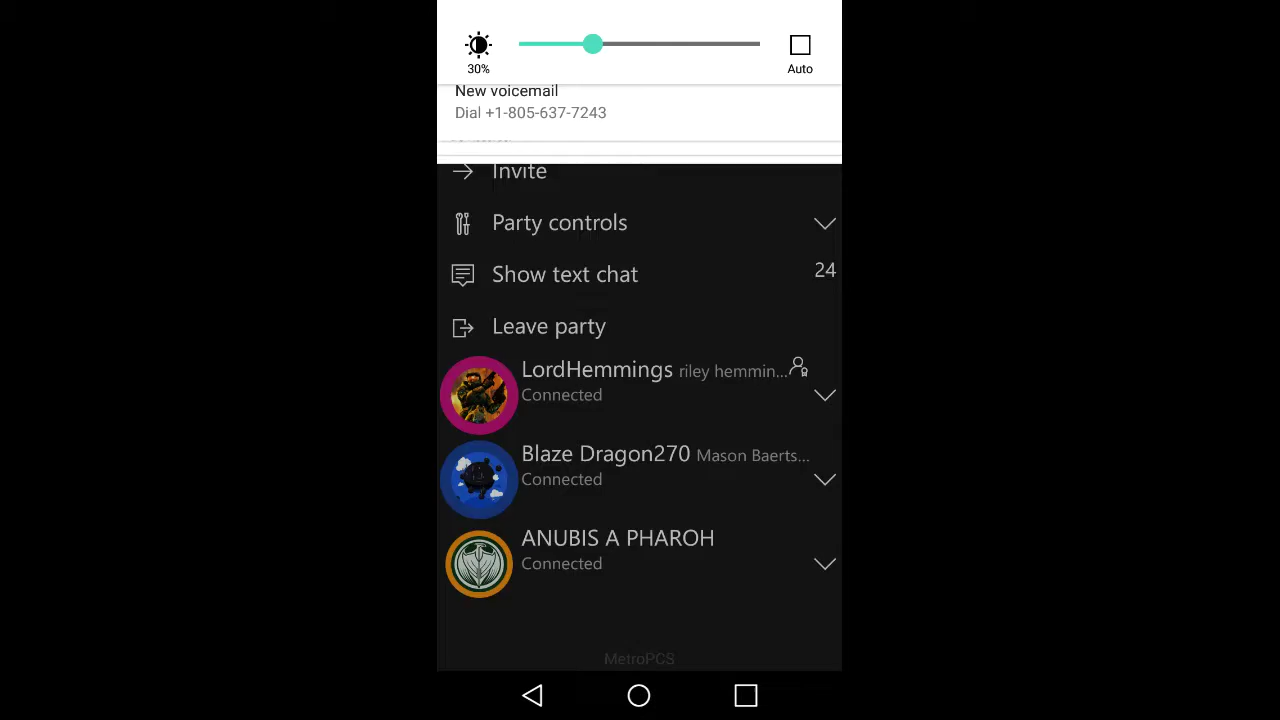 30%
Auto
New voicemail
Dial +1-805-637-7243
Invite
Party controls
Show text chat 24
Leave party
LordHemmings riley hemmin...
Connected
Blaze Dragon270 Mason Baerts...
Connected
ANUBIS A PHAROH
Connected
MetroPCS